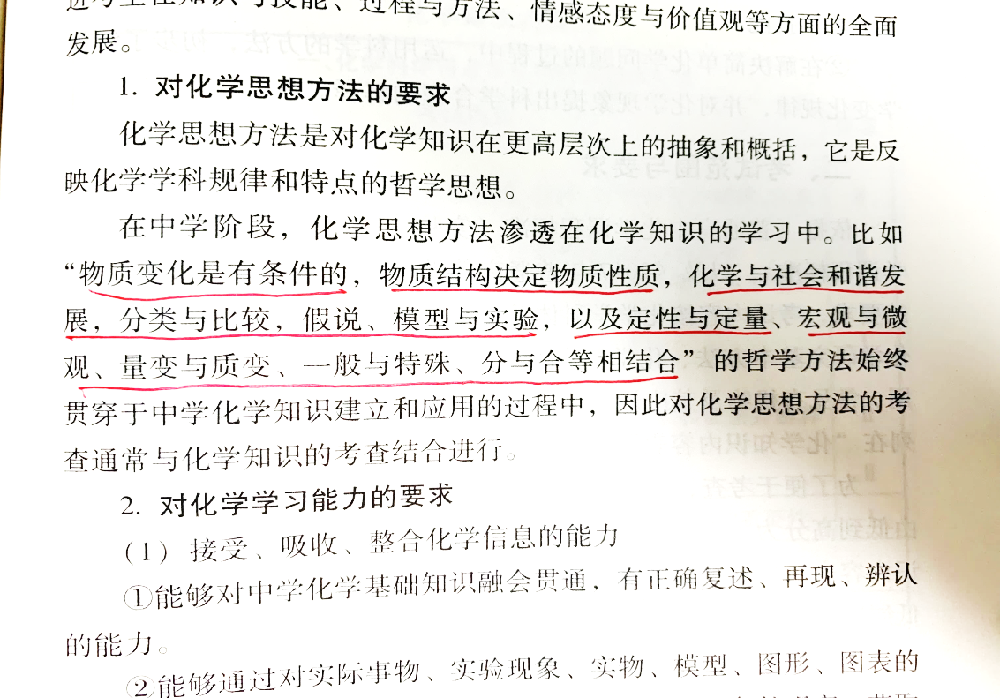 进考生在知识与技能、过程与方法、情感态度与价值观等方面的全面
发展。
1. 对化学思想方法的要求
化学思想方法是对化学知识在更高层次上的抽象和概括，它是反
映化学学科规律和特点的哲学思想。
在中学阶段，化学思想方法渗透在化学知识的学习中。比如
“物质变化是有条件的，物质结构决定物质性质，化学与社会和谐发
展，分类与比较，假说、模型与实验，以及定性与定量、宏观与微
观、量变与质变、一般与特殊、分与合等相结合”的哲学方法始终
贯穿于中学化学知识建立和应用的过程中，因此对化学思想方法的考
查通常与化学知识的考查结合进行。
2. 对化学学习能力的要求
（1）接受、吸收、整合化学信息的能力
①能够对中学化学基础知识融会贯通，有正确复述、再现、辨认
的能力。
②能够通过对实际事物、实验现象、实物、模型、图形、图表的